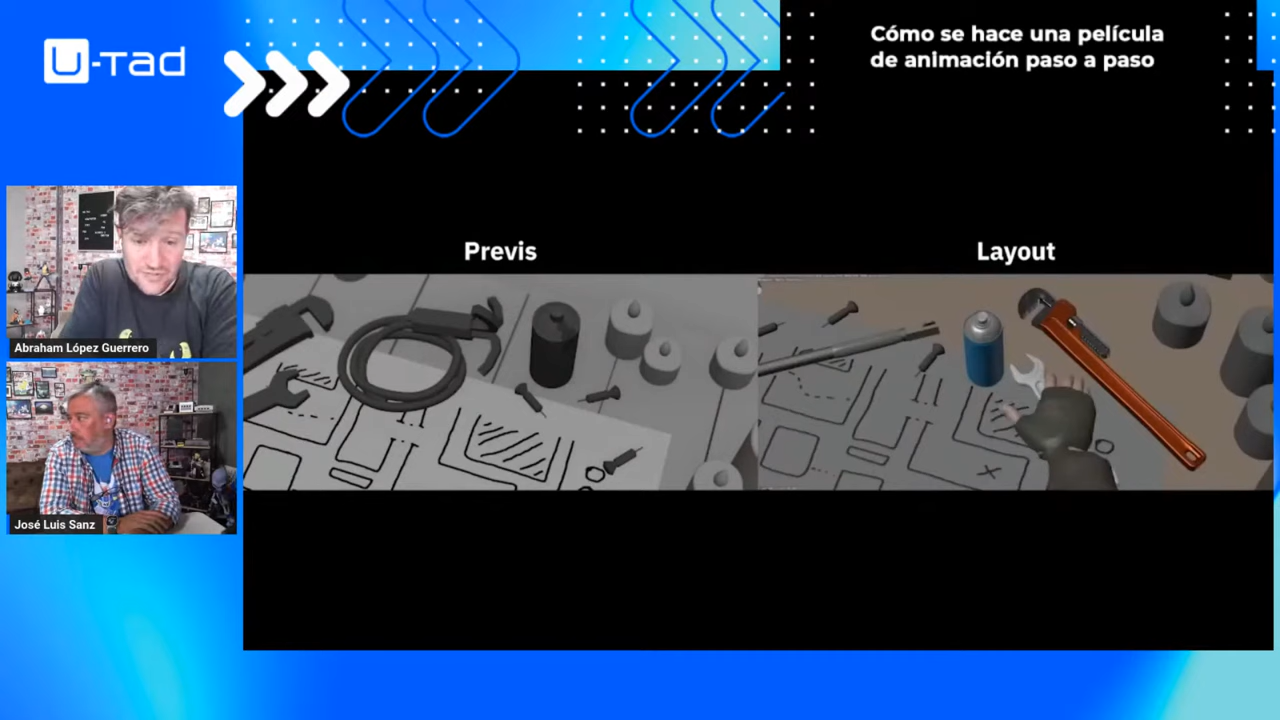 U-TAD
Cómo se hace una película
de animación paso a paso
Previs
Layout
Abraham López Guerrero
José Luis Sanz